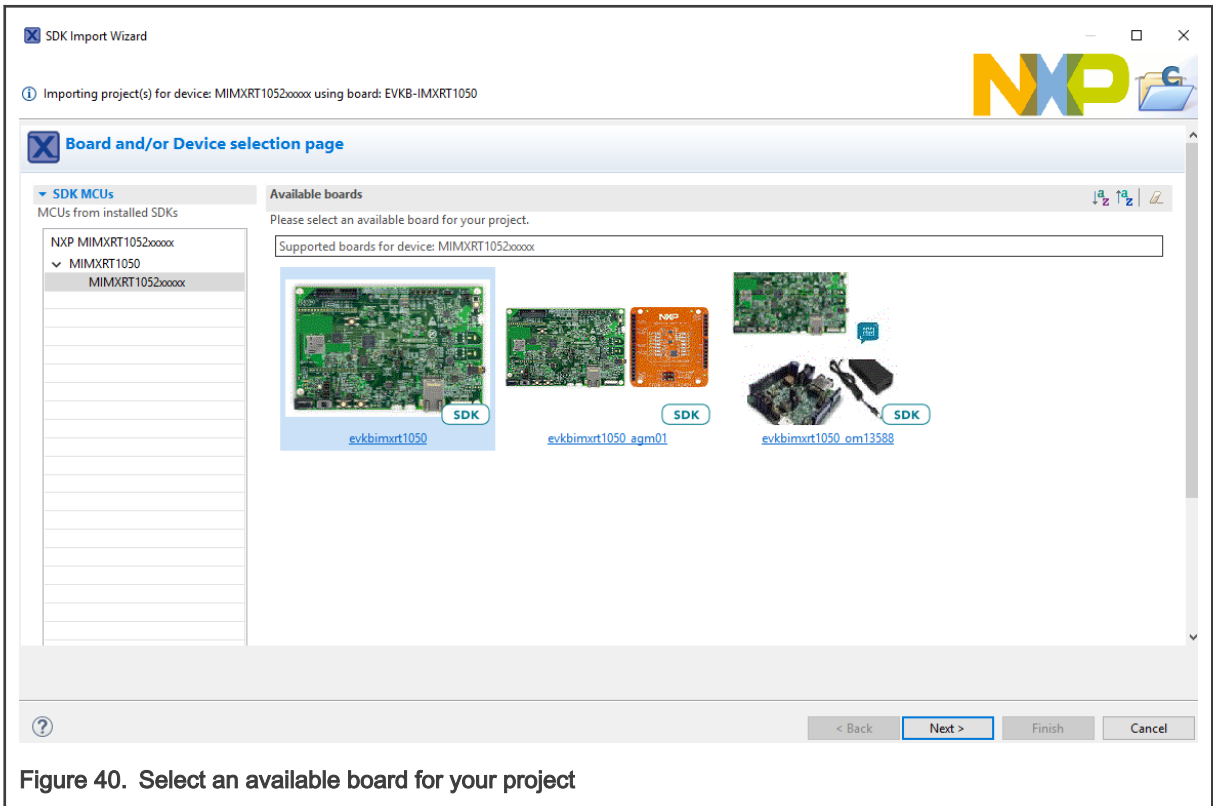 SDK Import Wizard
Importing project(s) for device: MIMXRT1052xxxxx using board: EVKB-IMXRT1050
NXP
Board and/or Device selection page
SDK MCUs
MCUs from installed SDKs
NXP MIMXRT1052xxxxx
MIMXRT1050
MIMXRT1052xxxxx
Available boards
Please select an available board for your project.
Supported boards for device: MIMXRT1052xxxxx
NXP
SDK
SDK
SDK
evkbimxrt1050
evkbimxrt1050_agm01
evkbimxrt1050_om13588
< Back Next > Finish Cancel
Figure 40. Select an available board for your project